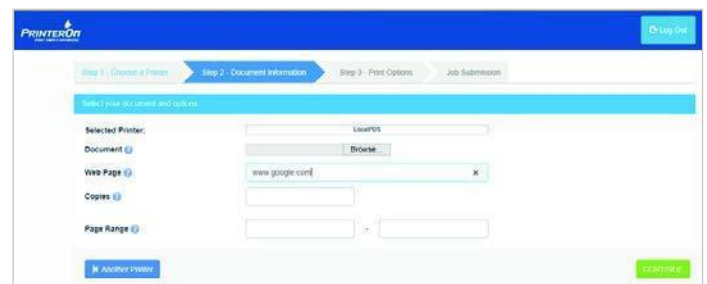 PRINTERON
Log Out
Step 1 - Choose a Printer
Step 2 - Document Information
Step 3 - Print Options
Job Submission
Select your document and options
Selected Printer:
LocalPDS
Document
Browse...
Web Page
www.google.com
Copies
Page Range
-
Another Printer
CONTINUE